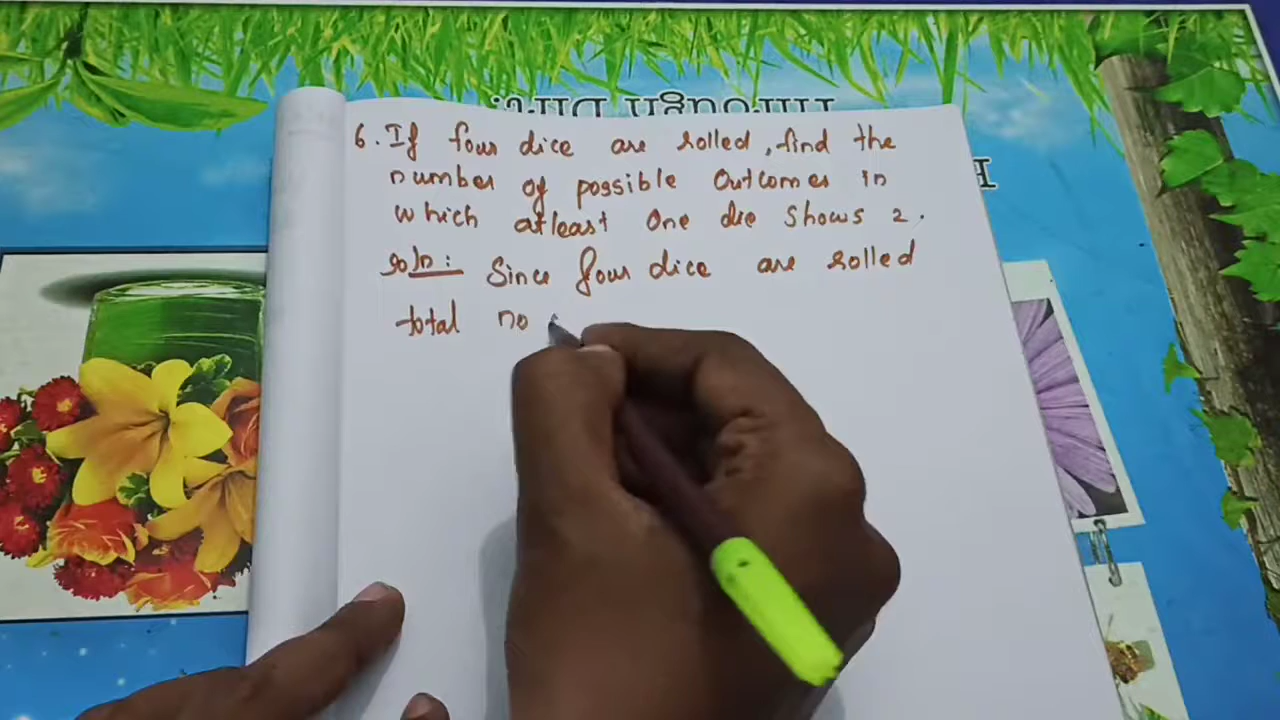 6. If four dice are rolled, find the
number of possible outcomes in
which atleast one die shows 2.
soln: Since four dice are rolled
total no